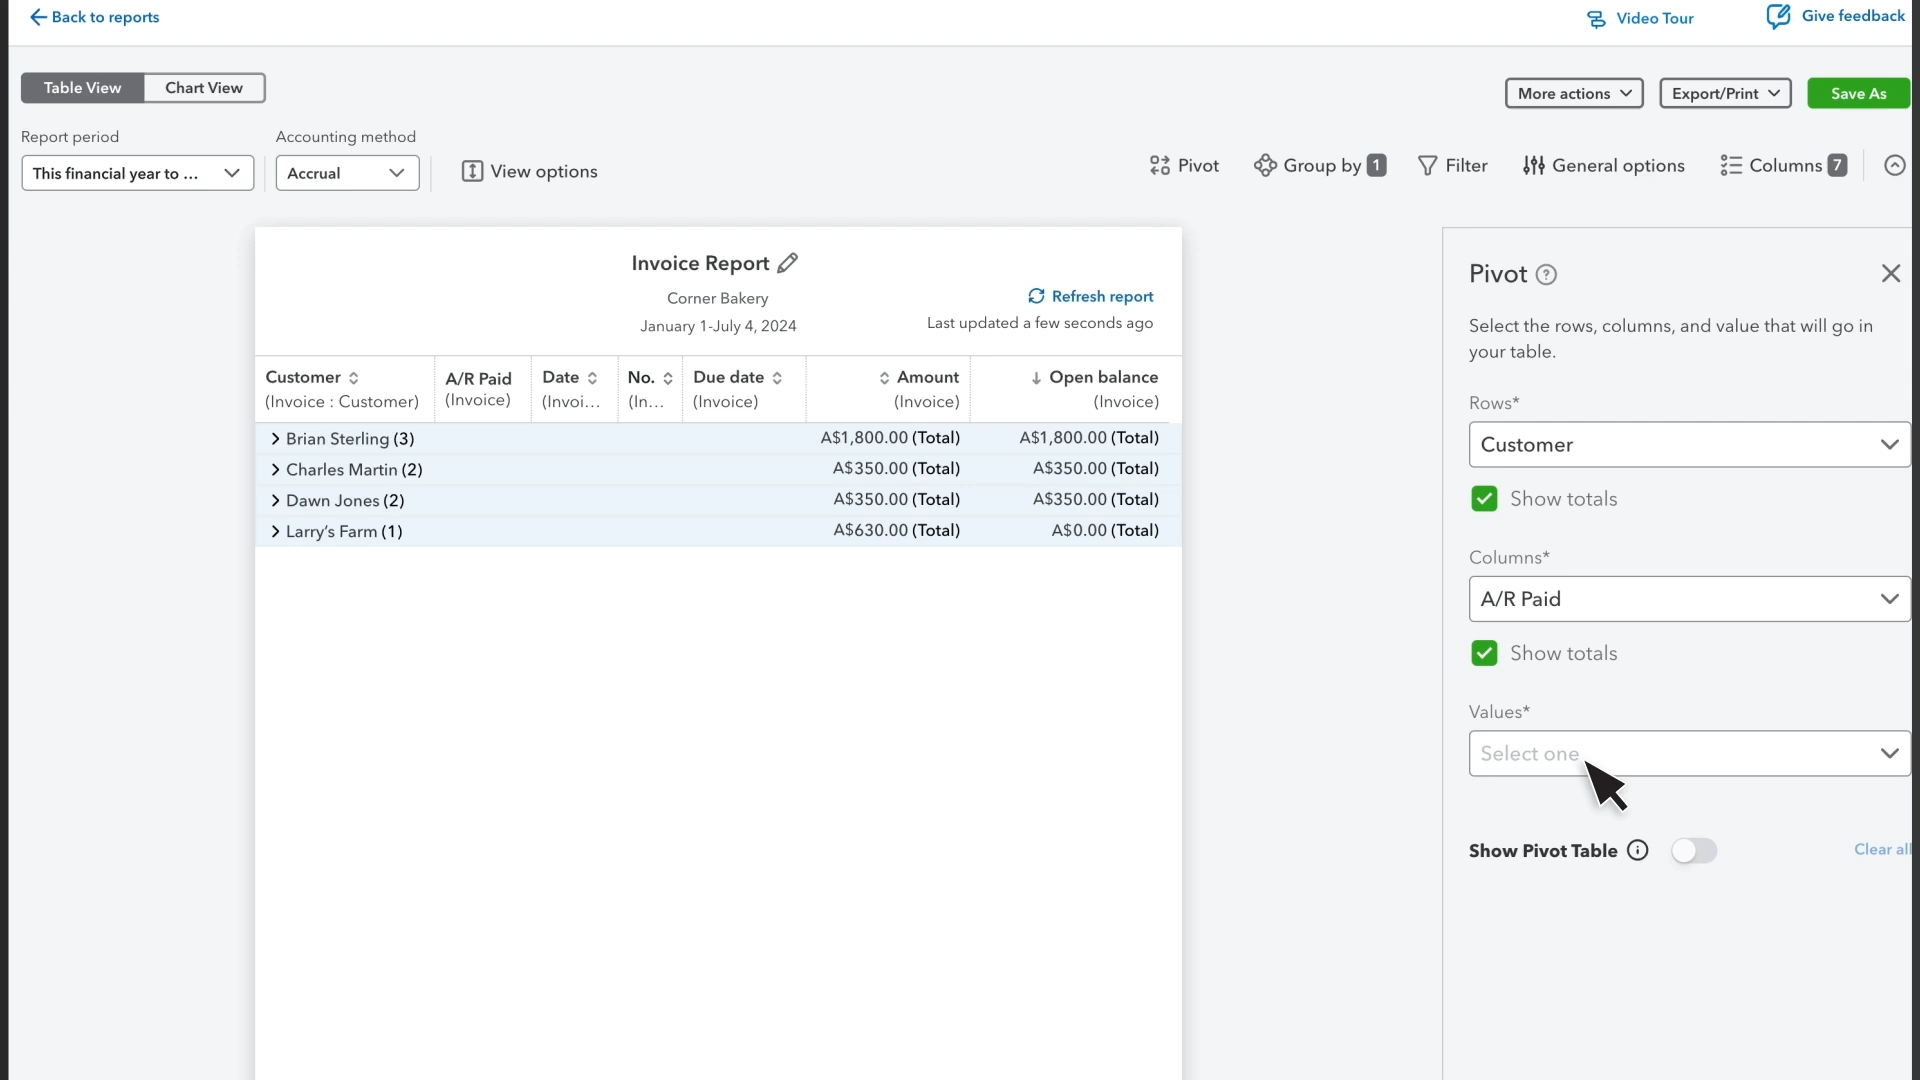 Back to reports
Video Tour
Give feedback
Table View
Chart View
More actions
Export/Print
Save As
Report period
Accounting method
This financial year to ...
Accrual
View options
Pivot
Group by 1
Filter
General options
Columns 7
Invoice Report
Corner Bakery
Refresh report
January 1-July 4, 2024
Last updated a few seconds ago
Customer
A/R Paid
Date
No.
Due date
Amount
Open balance
(Invoice : Customer)
(Invoice)
(Invoi...
(In...
(Invoice)
(Invoice)
(Invoice)
Brian Sterling (3) A$1,800.00 (Total) A$1,800.00 (Total)
Charles Martin (2) A$350.00 (Total) A$350.00 (Total)
Dawn Jones (2) A$350.00 (Total) A$350.00 (Total)
Larry’s Farm (1) A$630.00 (Total) A$0.00 (Total)
Pivot
Select the rows, columns, and value that will go in
your table.
Rows*
Customer
Show totals
Columns*
A/R Paid
Show totals
Values*
Select one
Show Pivot Table
Clear all